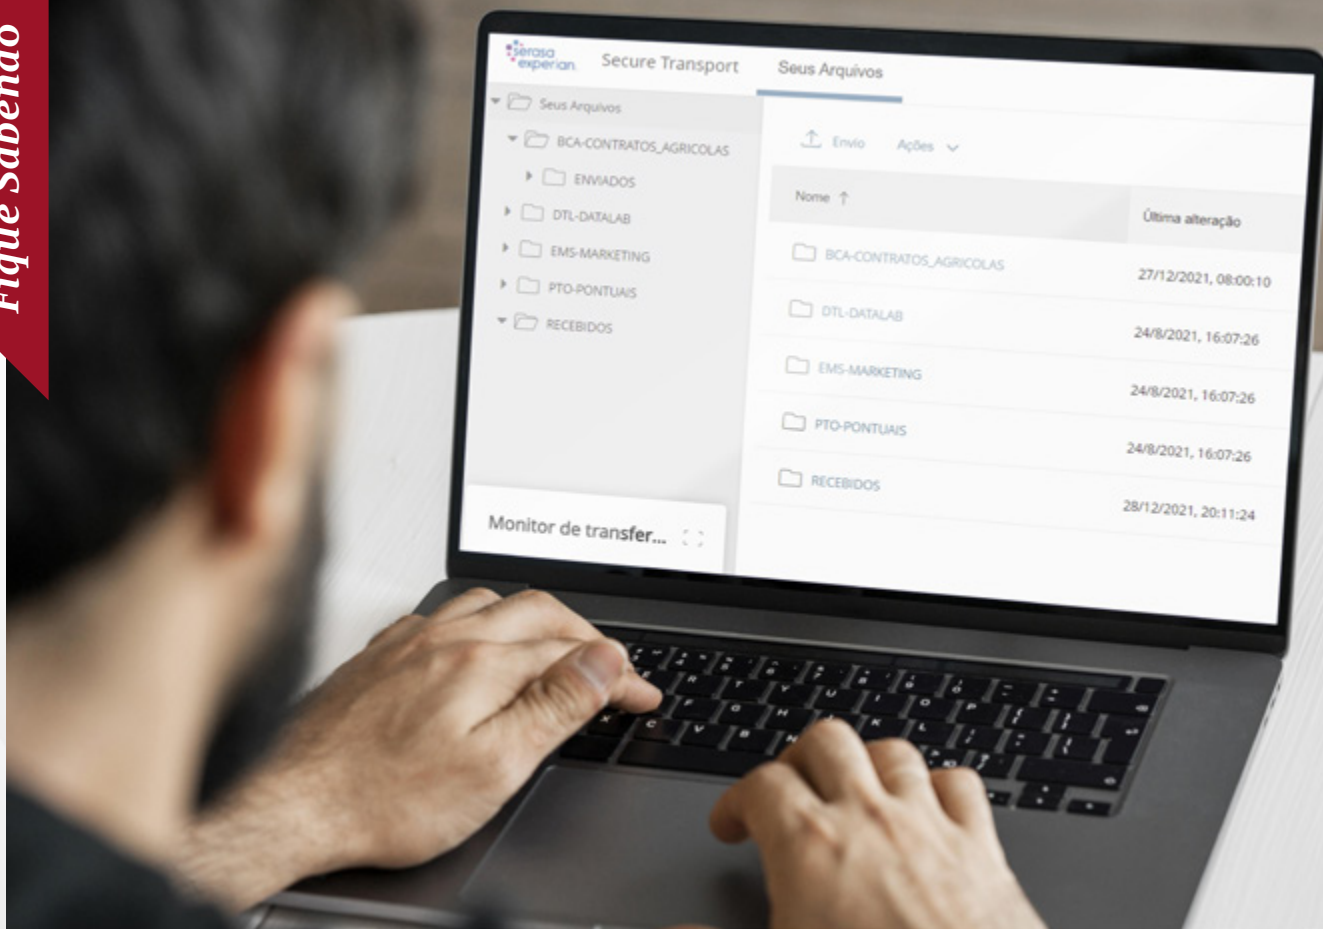 Fique Sabendo
serasa
experian.
Secure Transport
Seus Arquivos
Seus Arquivos
BCA-CONTRATOS_AGRICOLAS
ENVIADOS
DTL-DATALAB
EMS-MARKETING
PTO-PONTUAIS
RECEBIDOS
Monitor de transfer...
Envio Ações
Nome ↑ Última alteração
BCA-CONTRATOS_AGRICOLAS 27/12/2021, 08:00:10
DTL-DATALAB 24/8/2021, 16:07:26
EMS-MARKETING 24/8/2021, 16:07:26
PTO-PONTUAIS 24/8/2021, 16:07:26
RECEBIDOS 28/12/2021, 20:11:24
R T Y U I O P
F G H J K L
X C V B N